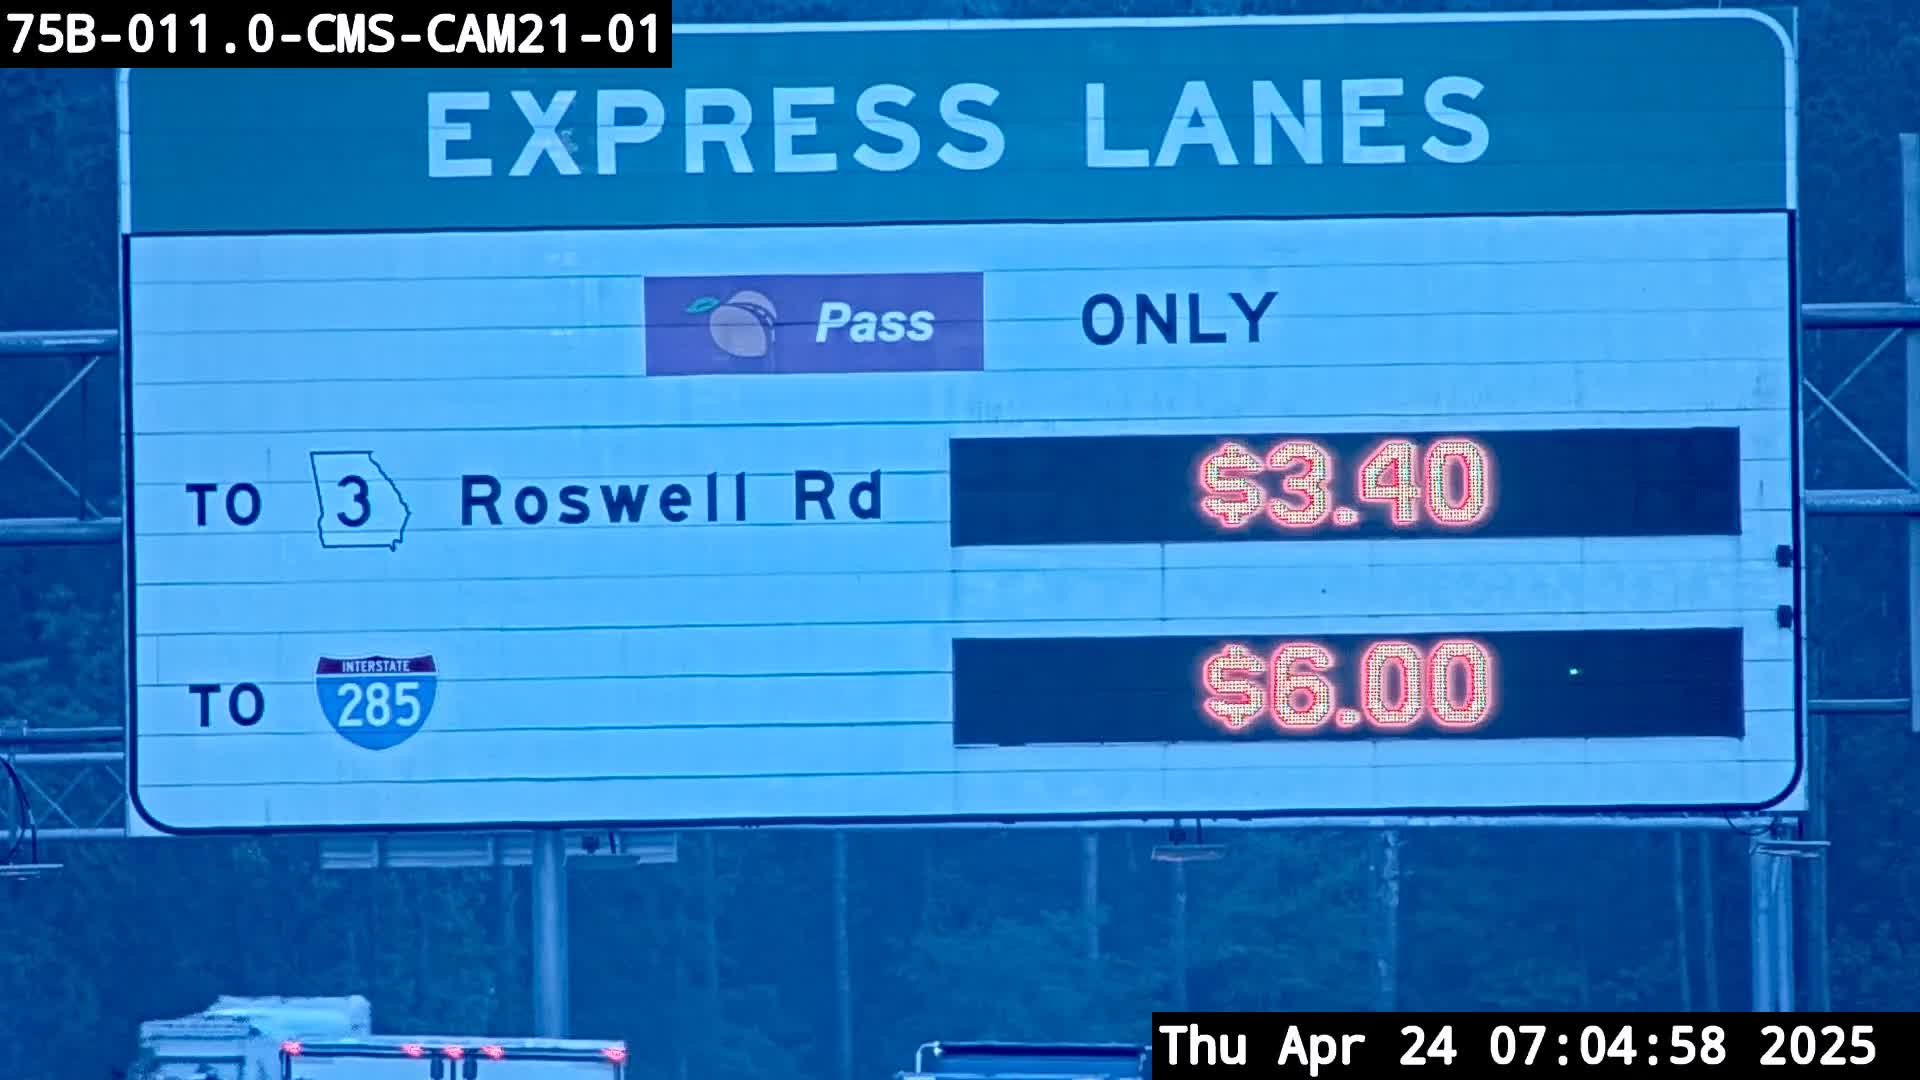 75B-011.0-CMS-CAM21-01
EXPRESS LANES
Pass ONLY
TO 3 Roswell Rd $3.40
TO INTERSTATE 285 $6.00
Thu Apr 24 07:04:58 2025